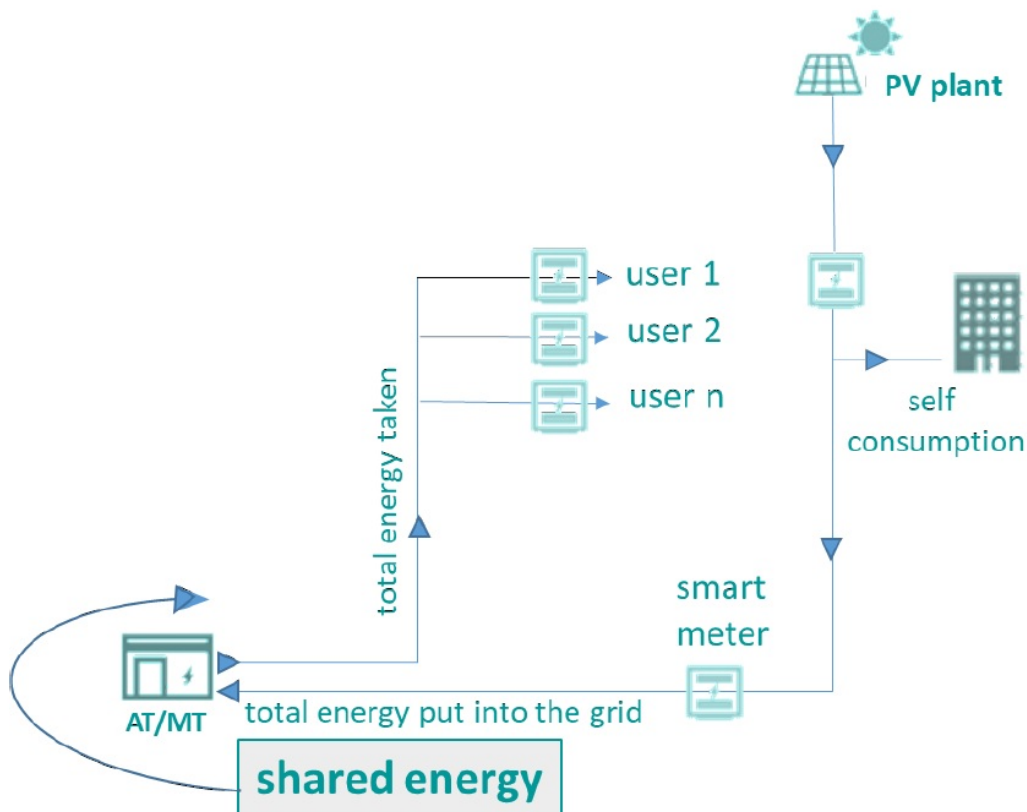 PV plant
user 1
user 2
user n
self
consumption
total energy taken
smart
meter
AT/MT
total energy put into the grid
shared energy